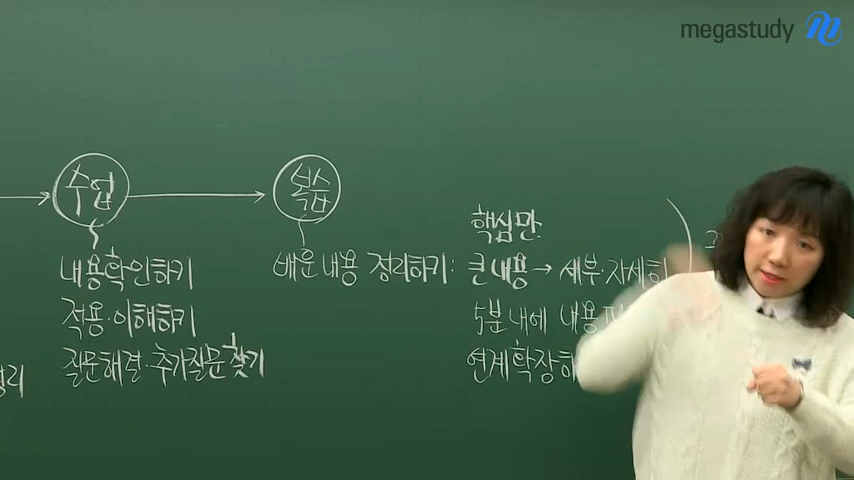 megastudy
수업
복습
내용확인하기
적용·이해하기
질문해결·추가질문찾기
배운 내용 정리하기:
핵심만
큰내용 → 세부·자세히
5분 내에 내용
연계 확장
정리